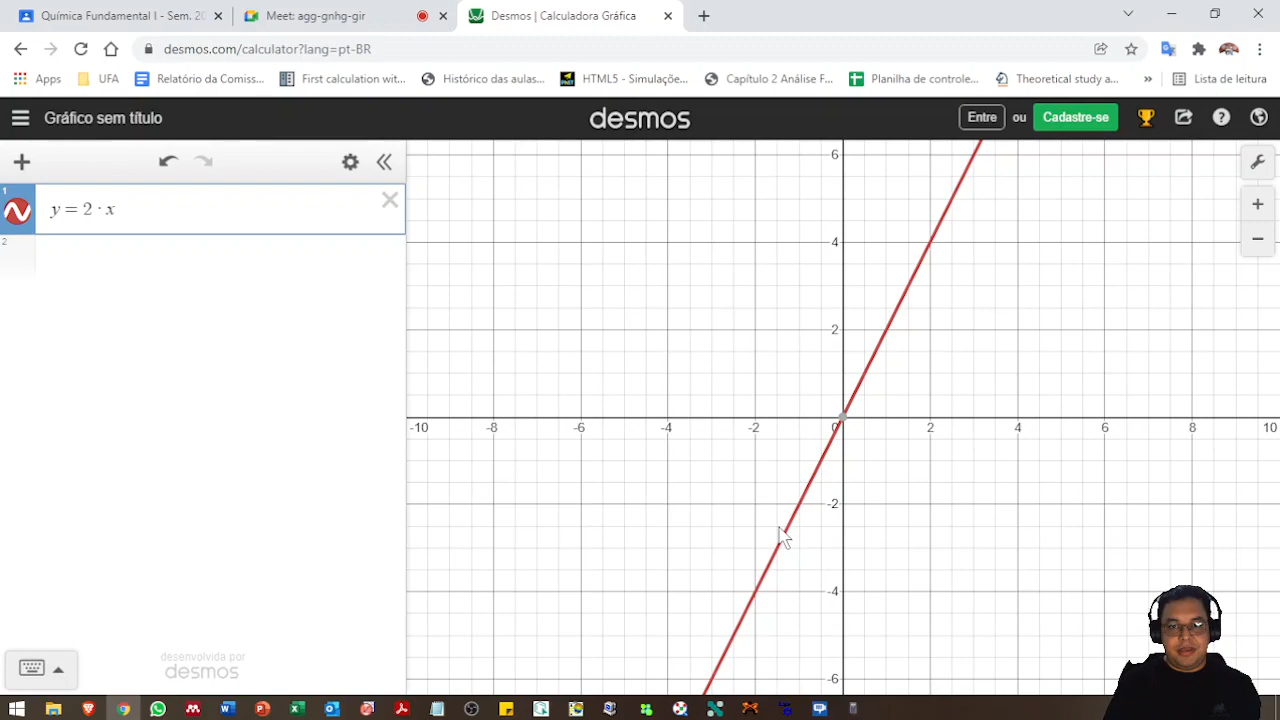 Química Fundamental I - Sem. 20
Meet: agg-gnhg-gir
Desmos | Calculadora Gráfica
desmos.com/calculator?lang=pt-BR
Apps
UFA
Relatório da Comiss...
First calculation wit...
Histórico das aulas...
HTML5 - Simulaçõe...
Capítulo 2 Análise F...
Planilha de controle...
Theoretical study a...
»
Lista de leitura
Gráfico sem título
desmos
Entre
ou
Cadastre-se
1
y = 2 · x
2
6
4
2
-10
-8
-6
-4
-2
0
2
4
6
8
10
-2
-4
-6
desenvolvida por
desmos